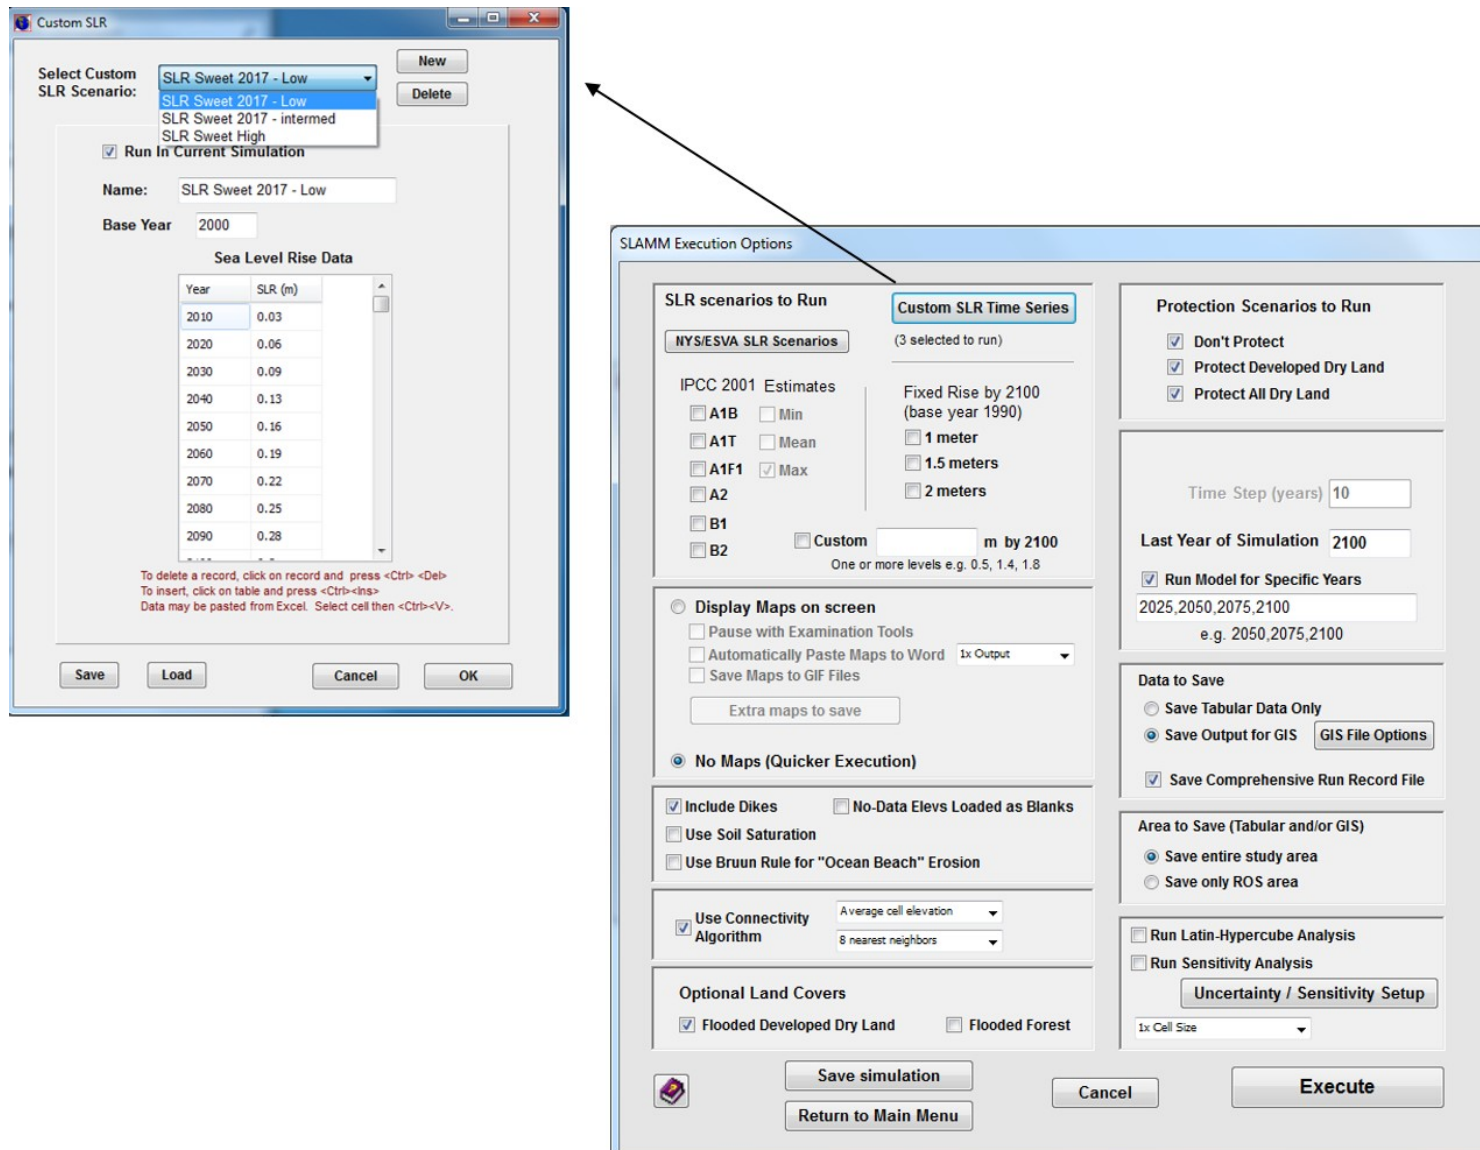 Custom SLR
Select Custom
SLR Scenario:
SLR Sweet 2017 - Low
New
Delete
SLR Sweet 2017 - Low
SLR Sweet 2017 - intermed
SLR Sweet High
Run In Current Simulation
Name: SLR Sweet 2017 - Low
Base Year 2000
Sea Level Rise Data
Year SLR (m)
2010 0.03
2020 0.06
2030 0.09
2040 0.13
2050 0.16
2060 0.19
2070 0.22
2080 0.25
2090 0.28
To delete a record, click on record and press <Ctrl> <Del>
To insert, click on table and press <Ctrl><Ins>
Data may be pasted from Excel. Select cell then <Ctrl><V>.
Save Load Cancel OK
SLAMM Execution Options
SLR scenarios to Run
Custom SLR Time Series
NYS/ESVA SLR Scenarios
(3 selected to run)
IPCC 2001 Estimates
A1B Min
A1T Mean
A1F1 Max
A2
B1
B2
Fixed Rise by 2100
(base year 1990)
1 meter
1.5 meters
2 meters
Custom m by 2100
One or more levels e.g. 0.5, 1.4, 1.8
Display Maps on screen
Pause with Examination Tools
Automatically Paste Maps to Word 1x Output
Save Maps to GIF Files
Extra maps to save
No Maps (Quicker Execution)
Include Dikes No-Data Elevs Loaded as Blanks
Use Soil Saturation
Use Bruun Rule for "Ocean Beach" Erosion
Use Connectivity
Algorithm
Average cell elevation
8 nearest neighbors
Optional Land Covers
Flooded Developed Dry Land Flooded Forest
Save simulation
Return to Main Menu
Protection Scenarios to Run
Don't Protect
Protect Developed Dry Land
Protect All Dry Land
Time Step (years) 10
Last Year of Simulation 2100
Run Model for Specific Years
2025,2050,2075,2100
e.g. 2050,2075,2100
Data to Save
Save Tabular Data Only
Save Output for GIS GIS File Options
Save Comprehensive Run Record File
Area to Save (Tabular and/or GIS)
Save entire study area
Save only ROS area
Run Latin-Hypercube Analysis
Run Sensitivity Analysis
Uncertainty / Sensitivity Setup
1x Cell Size
Cancel
Execute